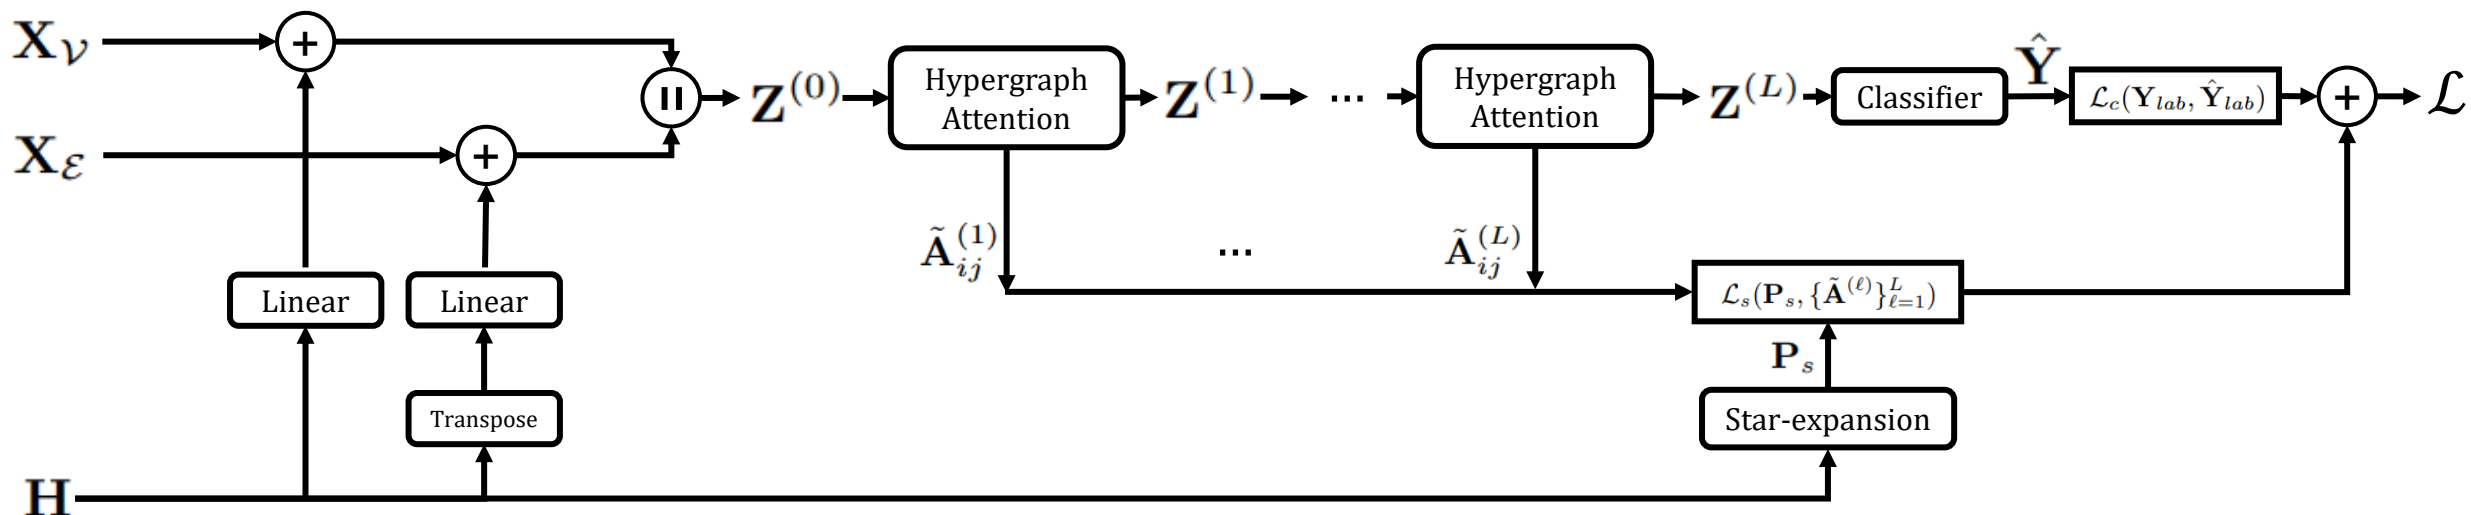 X_𝒱 + || Z^(0) Hypergraph Attention Z^(1) ... Hypergraph Attention Z^(L) Classifier Ŷ ℒ_c(Y_lab, Ŷ_lab) + ℒ
X_ℰ +
Ã_ij^(1) ... Ã_ij^(L)
Linear Linear ℒ_s(P_s, {Ã^(ℓ)}_{ℓ=1}^L)
P_s
Transpose Star-expansion
H